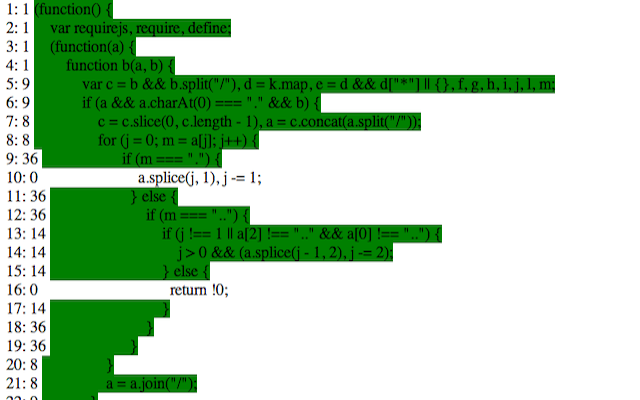 1: 1 (function() {
2: 1 var requirejs, require, define;
3: 1 (function(a) {
4: 1 function b(a, b) {
5: 9 var c = b && b.split("/"), d = k.map, e = d && d["*"] || {}, f, g, h, i, j, l, m;
6: 9 if (a && a.charAt(0) === "." && b) {
7: 8 c = c.slice(0, c.length - 1), a = c.concat(a.split("/"));
8: 8 for (j = 0; m = a[j]; j++) {
9: 36 if (m === ".") {
10: 0 a.splice(j, 1), j -= 1;
11: 36 } else {
12: 36 if (m === "..") {
13: 14 if (j !== 1 || a[2] !== ".." && a[0] !== "..") {
14: 14 j > 0 && (a.splice(j - 1, 2), j -= 2);
15: 14 } else {
16: 0 return !0;
17: 14 }
18: 36 }
19: 36 }
20: 8 }
21: 8 a = a.join("/");